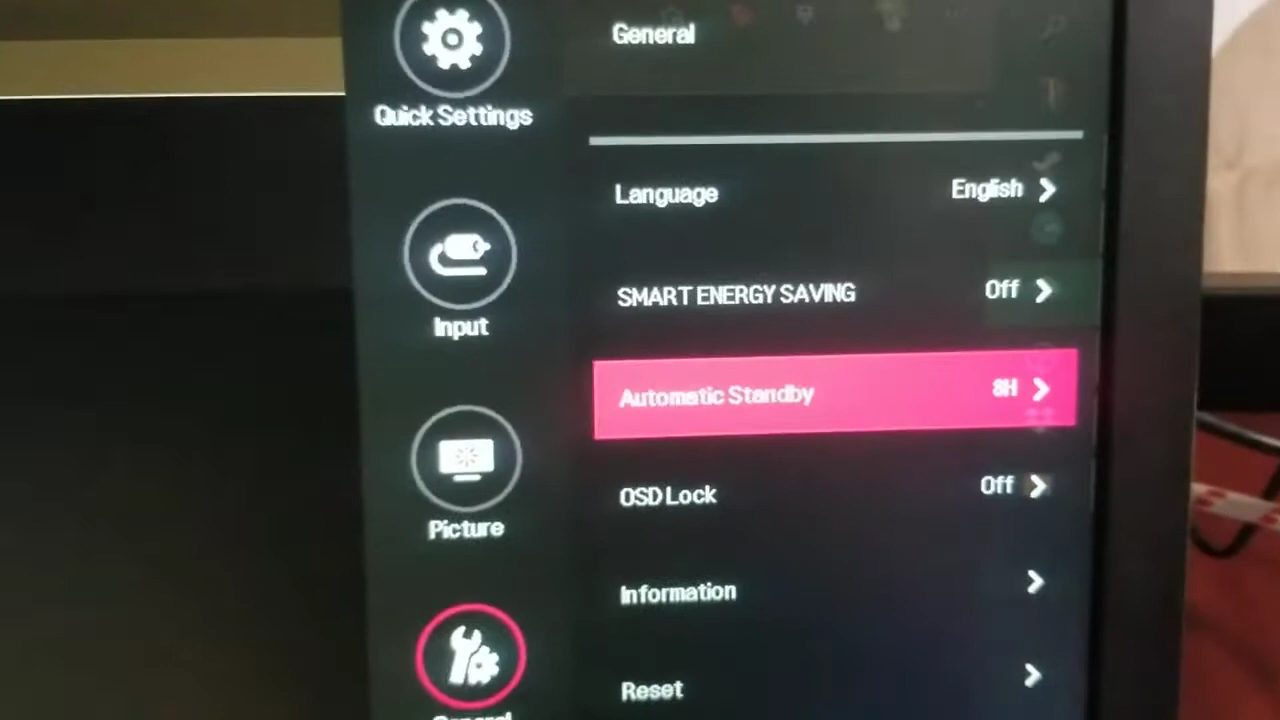 General
Quick Settings
Language English
SMART ENERGY SAVING Off
Input
Automatic Standby 8H
OSD Lock Off
Picture
Information
Reset
General